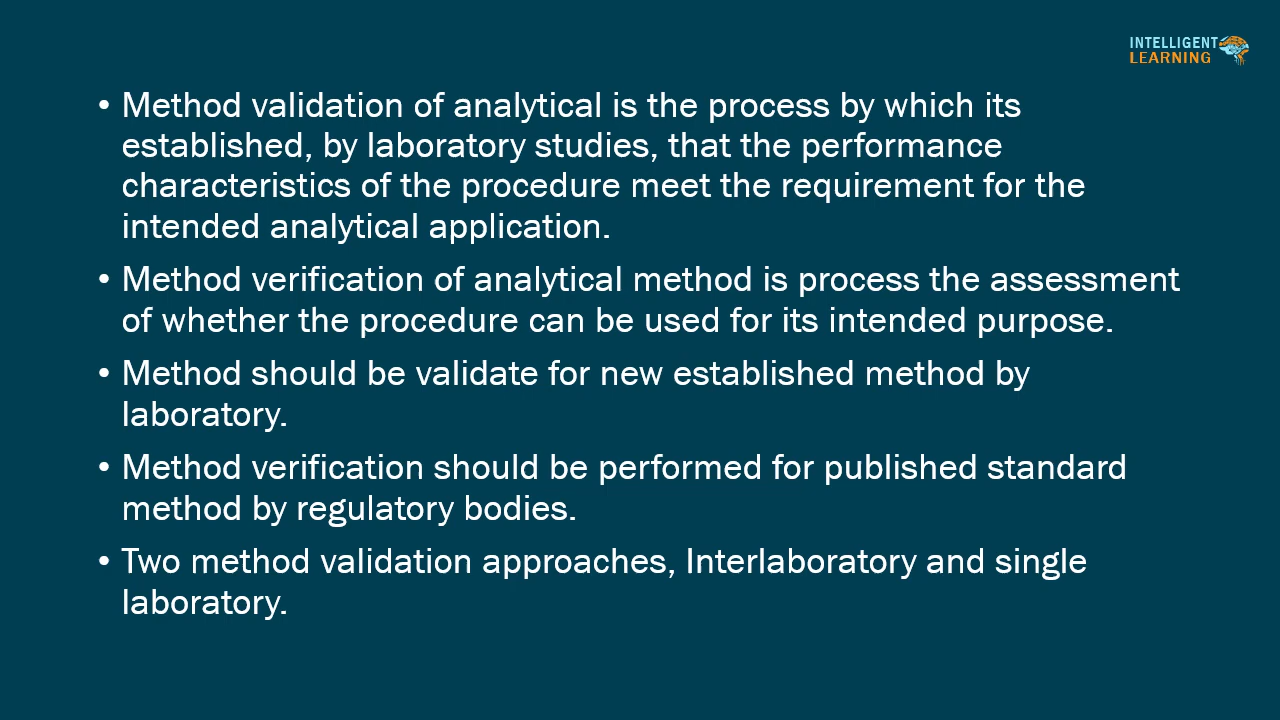 INTELLIGENT
LEARNING
• Method validation of analytical is the process by which its
established, by laboratory studies, that the performance
characteristics of the procedure meet the requirement for the
intended analytical application.
• Method verification of analytical method is process the assessment
of whether the procedure can be used for its intended purpose.
• Method should be validate for new established method by
laboratory.
• Method verification should be performed for published standard
method by regulatory bodies.
• Two method validation approaches, Interlaboratory and single
laboratory.